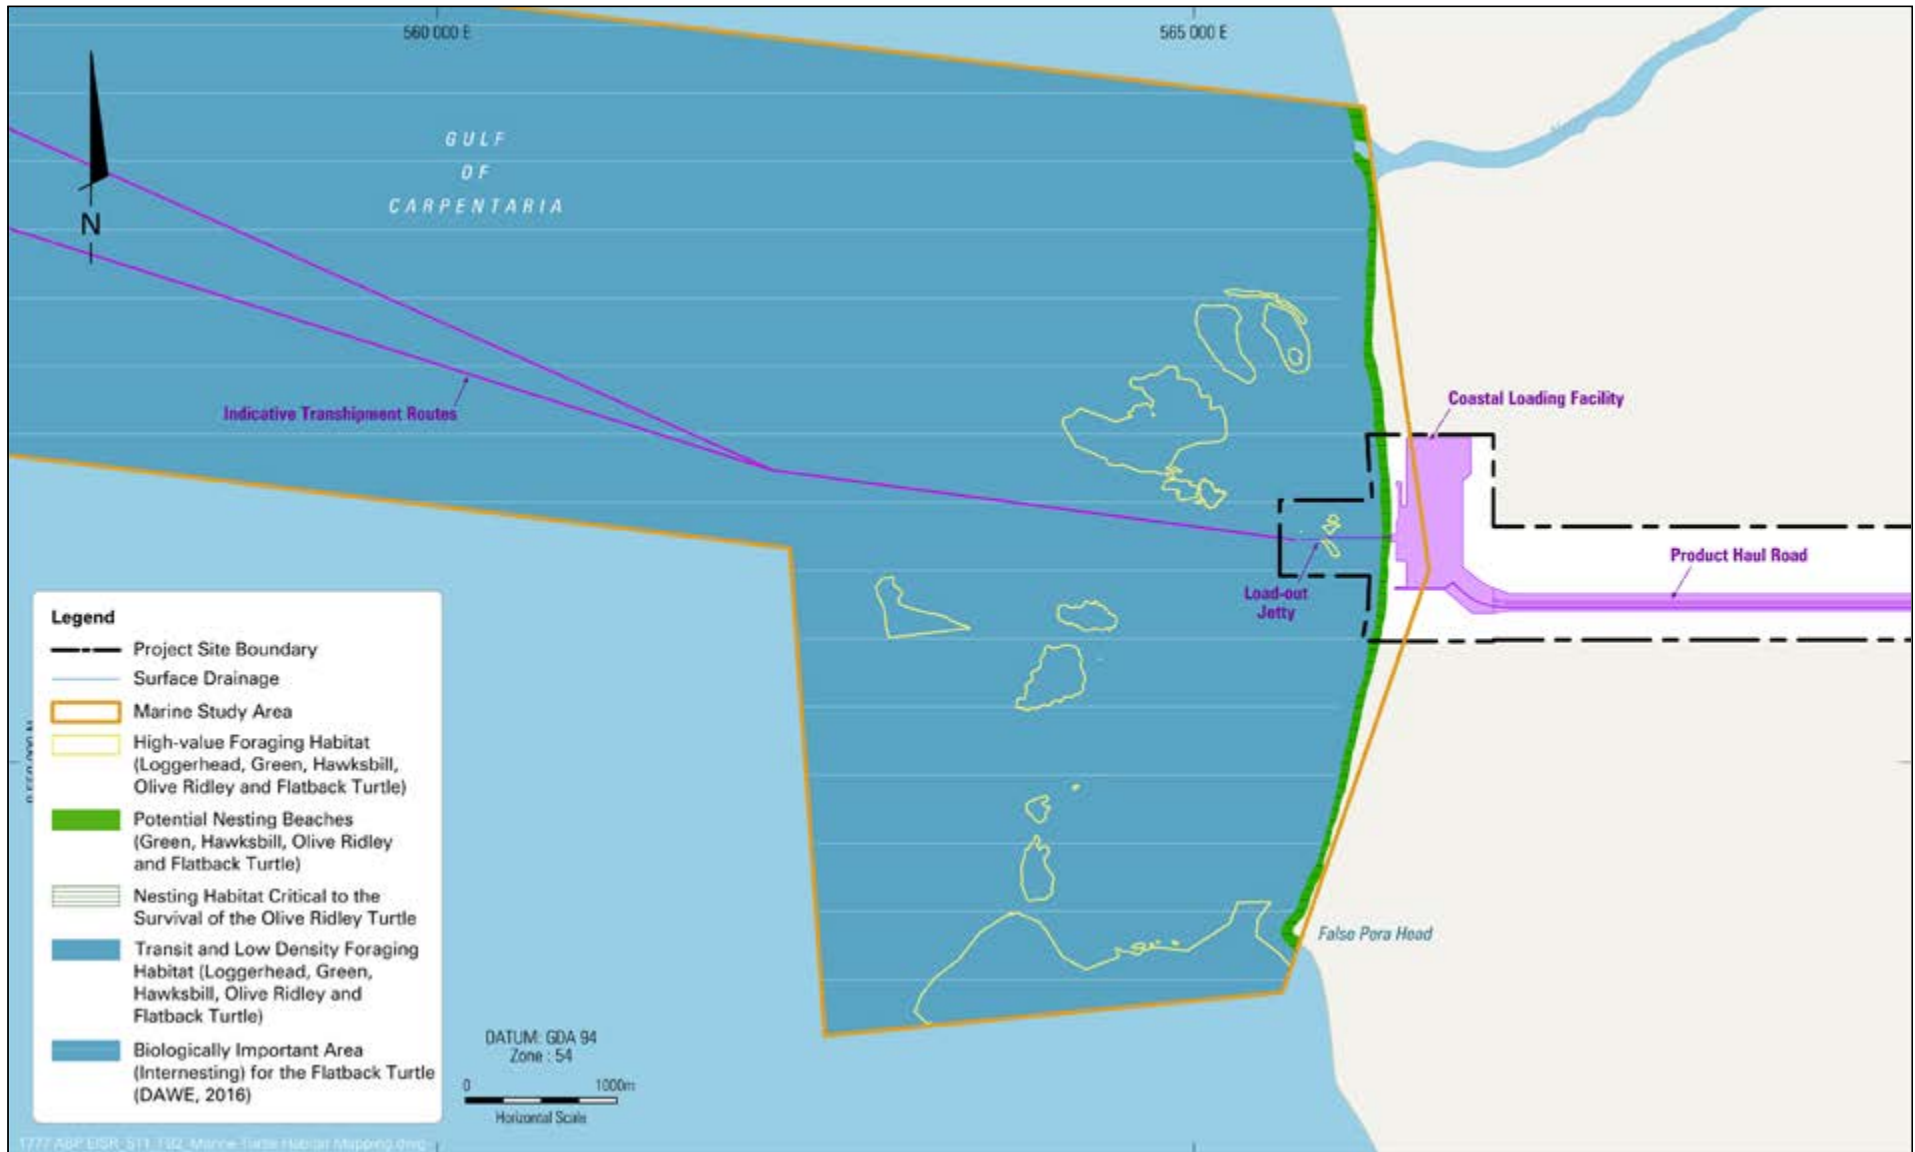 560 000 E
565 000 E
GULF
OF
CARPENTARIA
N
Indicative Transhipment Routes
Coastal Loading Facility
Product Haul Road
Load-out
Jetty
False Pera Head
Legend
Project Site Boundary
Surface Drainage
Marine Study Area
High-value Foraging Habitat
(Loggerhead, Green, Hawksbill,
Olive Ridley and Flatback Turtle)
Potential Nesting Beaches
(Green, Hawksbill, Olive Ridley
and Flatback Turtle)
Nesting Habitat Critical to the
Survival of the Olive Ridley Turtle
Transit and Low Density Foraging
Habitat (Loggerhead, Green,
Hawksbill, Olive Ridley and
Flatback Turtle)
Biologically Important Area
(Internesting) for the Flatback Turtle
(DAWE, 2016)
DATUM: GDA 94
Zone : 54
0 1000m
Horizontal Scale